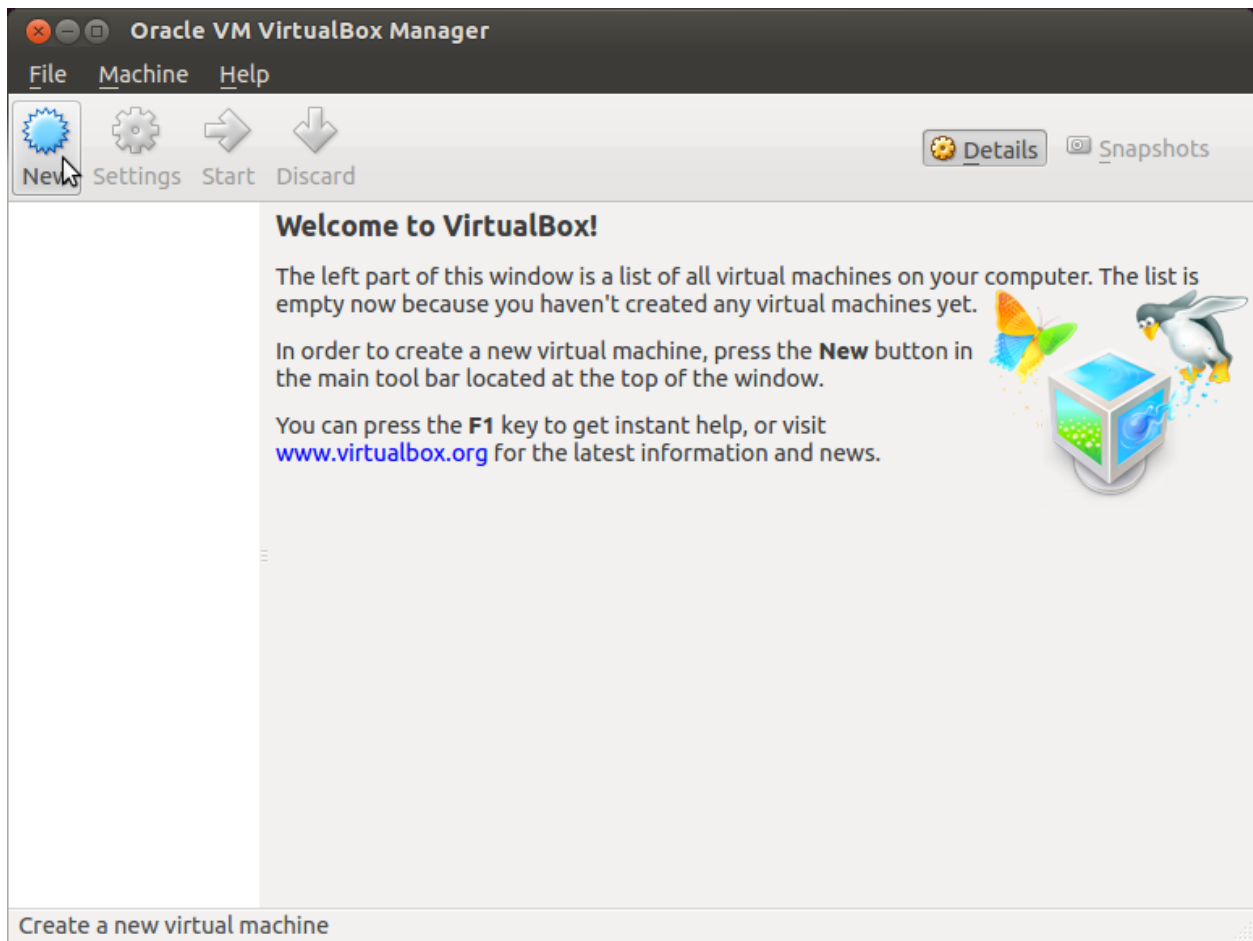 Oracle VM VirtualBox Manager
File Machine Help
New Settings Start Discard
Details Snapshots
Welcome to VirtualBox!
The left part of this window is a list of all virtual machines on your computer. The list is
empty now because you haven't created any virtual machines yet.
In order to create a new virtual machine, press the New button in
the main tool bar located at the top of the window.
You can press the F1 key to get instant help, or visit
www.virtualbox.org for the latest information and news.
Create a new virtual machine